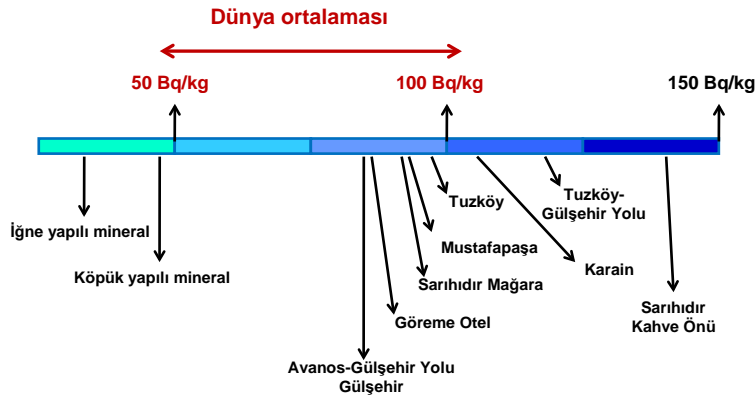 Dünya ortalaması
50 Bq/kg
100 Bq/kg
150 Bq/kg
İğne yapılı mineral
Köpük yapılı mineral
Tuzköy
Tuzköy-
Gülşehir Yolu
Mustafapaşa
Sarıhıdır Mağara
Karain
Göreme Otel
Sarıhıdır
Kahve Önü
Avanos-Gülşehir Yolu
Gülşehir